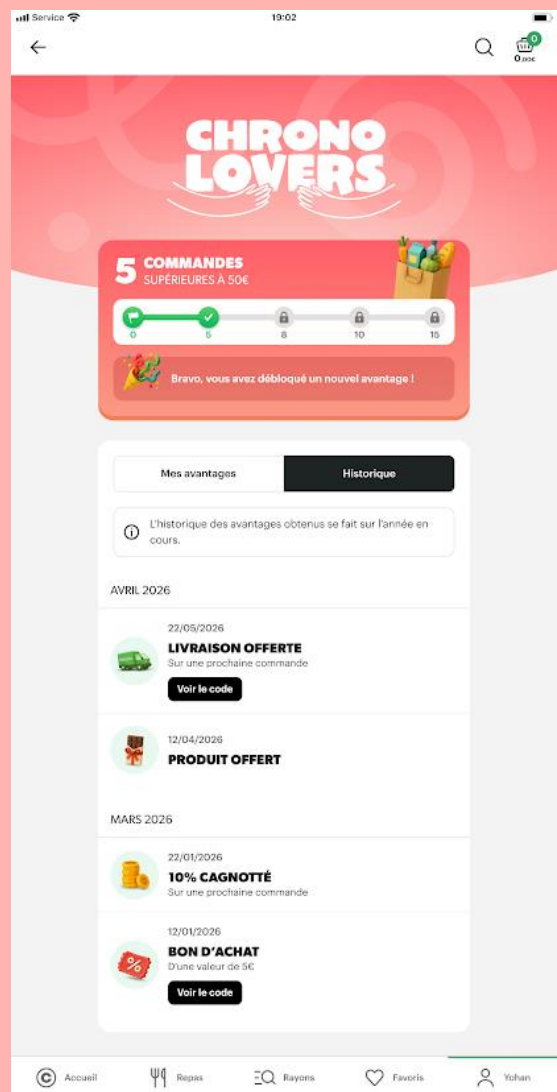 Service 19:02
0
0,00€
CHRONO
LOVERS
5 COMMANDES
SUPÉRIEURES À 50€
0 5 8 10 15
Bravo, vous avez débloqué un nouvel avantage !
Mes avantages Historique
L'historique des avantages obtenus se fait sur l'année en
cours.
AVRIL 2026
22/05/2026
LIVRAISON OFFERTE
Sur une prochaine commande
Voir le code
12/04/2026
PRODUIT OFFERT
MARS 2026
22/01/2026
10% CAGNOTTÉ
Sur une prochaine commande
12/01/2026
%
BON D'ACHAT
D'une valeur de 5€
Voir le code
C Accueil Repas Rayons Favoris Yohan